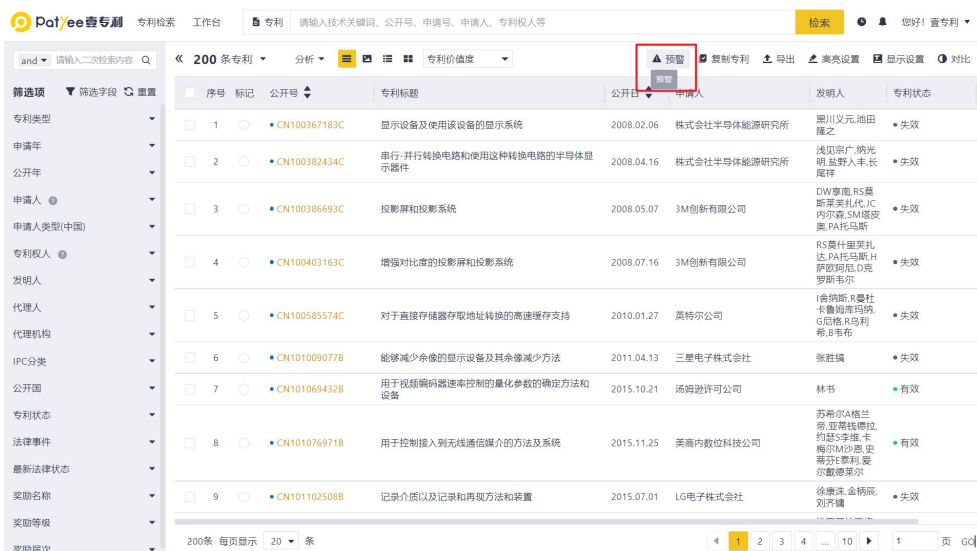 Patyee壹专利 专利检索 工作台 专利 请输入技术关键词、公开号、申请号、申请人、专利权人等 检索 您好！壹专利
and 请输入二次检索内容
200 条专利 分析 专利价值度 预警 复制专利 导出 高亮设置 显示设置 对比
预警
筛选项 筛选字段 重置
专利类型
申请年
公开年
申请人
申请人类型(中国)
专利权人
发明人
代理人
代理机构
IPC分类
公开国
专利状态
法律事件
最新法律状态
奖励名称
奖励等级
奖励届次
序号 标记 公开号 专利标题 公开日 申请人 发明人 专利状态
1 CN100367183C 显示设备及使用该设备的显示系统 2008.02.06 株式会社半导体能源研究所 黑川义元,池田
隆之 失效
2 CN100382434C 串行-并行转换电路和使用这种转换电路的半导体显
示器件 2008.04.16 株式会社半导体能源研究所 浅见宗广,纳光
明,盐野入丰,长
尾祥 失效
3 CN100386693C 投影屏和投影系统 2008.05.07 3M创新有限公司 DW享南,RS莫
斯莱芙扎代,JC
内尔森,SM塔皮
奥,PA托马斯 失效
4 CN100403163C 增强对比度的投影屏和投影系统 2008.07.16 3M创新有限公司 RS莫什里芙扎
达,PA托马斯,H
萨欧阿尼,D克
罗斯韦尔 失效
5 CN100585574C 对于直接存储器存取地址转换的高速缓存支持 2010.01.27 英特尔公司 I舍纳斯,R曼杜
卡鲁姆库玛纳,
G尼格,R乌利
希,B韦布 失效
6 CN101009077B 能够减少余像的显示设备及其余像减少方法 2011.04.13 三星电子株式会社 张胜镐 失效
7 CN101069432B 用于视频编码器速率控制的量化参数的确定方法和
设备 2015.10.21 汤姆逊许可公司 林书 有效
8 CN101076971B 用于控制接入到无线通信媒介的方法及系统 2015.11.25 美商内数位科技公司 苏希尔A格兰
帝,亚蒂钱德拉,
约瑟S李维,卡
梅尔M沙恩,史
蒂芬E泰利,爱
尔戴德莱尔 有效
9 CN101102508B 记录介质以及记录和再现方法和装置 2015.07.01 LG电子株式会社 徐康洙,金柄辰,
刘齐镛 失效
200条 每页显示 20 条 1 2 3 4 ... 10 1 页 GO